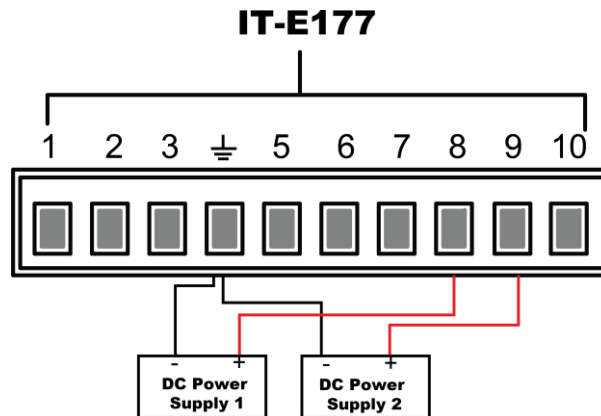 IT-E177
1 2 3 ⏚ 5 6 7 8 9 10
- + - +
DC Power DC Power
Supply 1 Supply 2